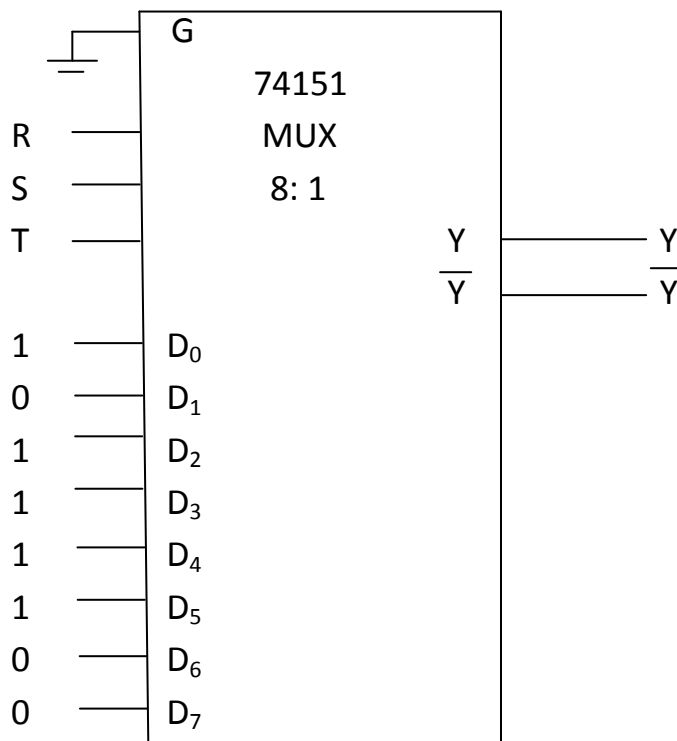 G
74151
R MUX
S 8: 1
T Y Y
Y̅ Y̅
1 D₀
0 D₁
1 D₂
1 D₃
1 D₄
1 D₅
0 D₆
0 D₇